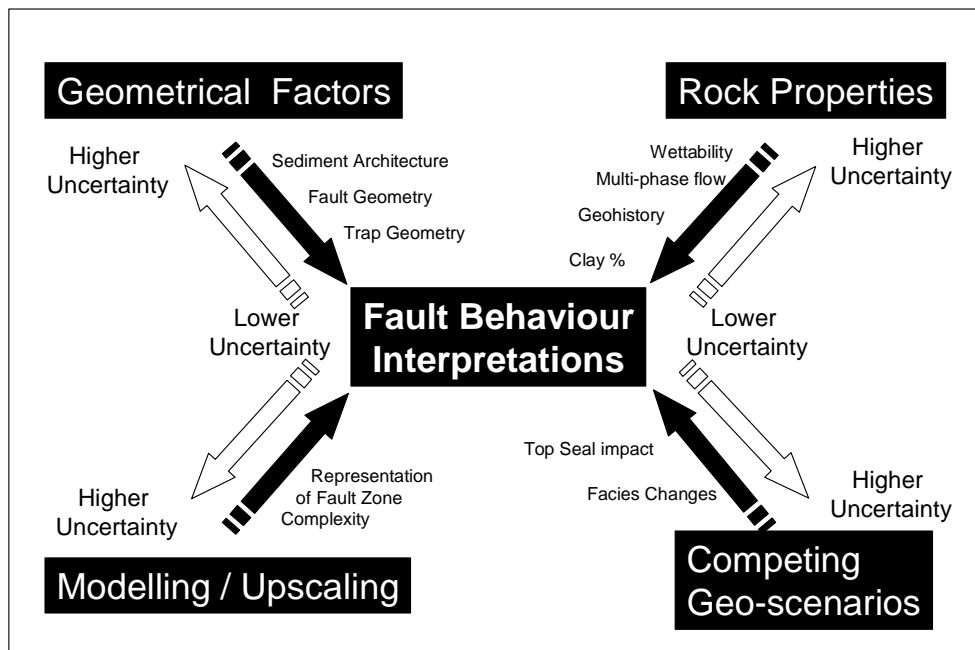 Geometrical Factors
Rock Properties
Higher
Uncertainty
Sediment Architecture
Fault Geometry
Trap Geometry
Wettability
Multi-phase flow
Geohistory
Clay %
Higher
Uncertainty
Lower
Uncertainty
Fault Behaviour
Interpretations
Lower
Uncertainty
Higher
Uncertainty
Representation
of Fault Zone
Complexity
Top Seal impact
Facies Changes
Higher
Uncertainty
Modelling / Upscaling
Competing
Geo-scenarios